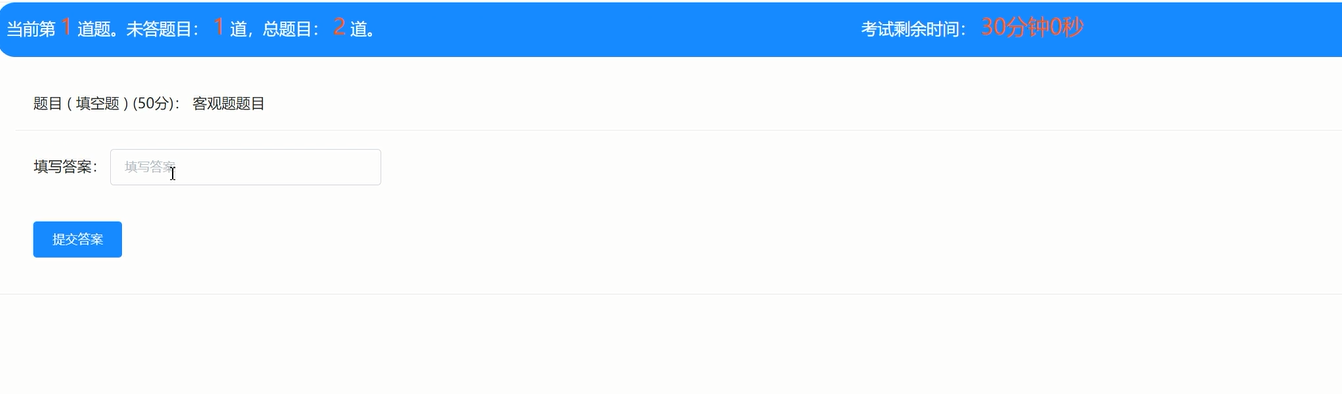 当前第 1 道题。未答题目： 1 道，总题目： 2 道。 考试剩余时间： 30分钟0秒
题目 ( 填空题 ) (50分)： 客观题题目
填写答案： 填写答案
提交答案